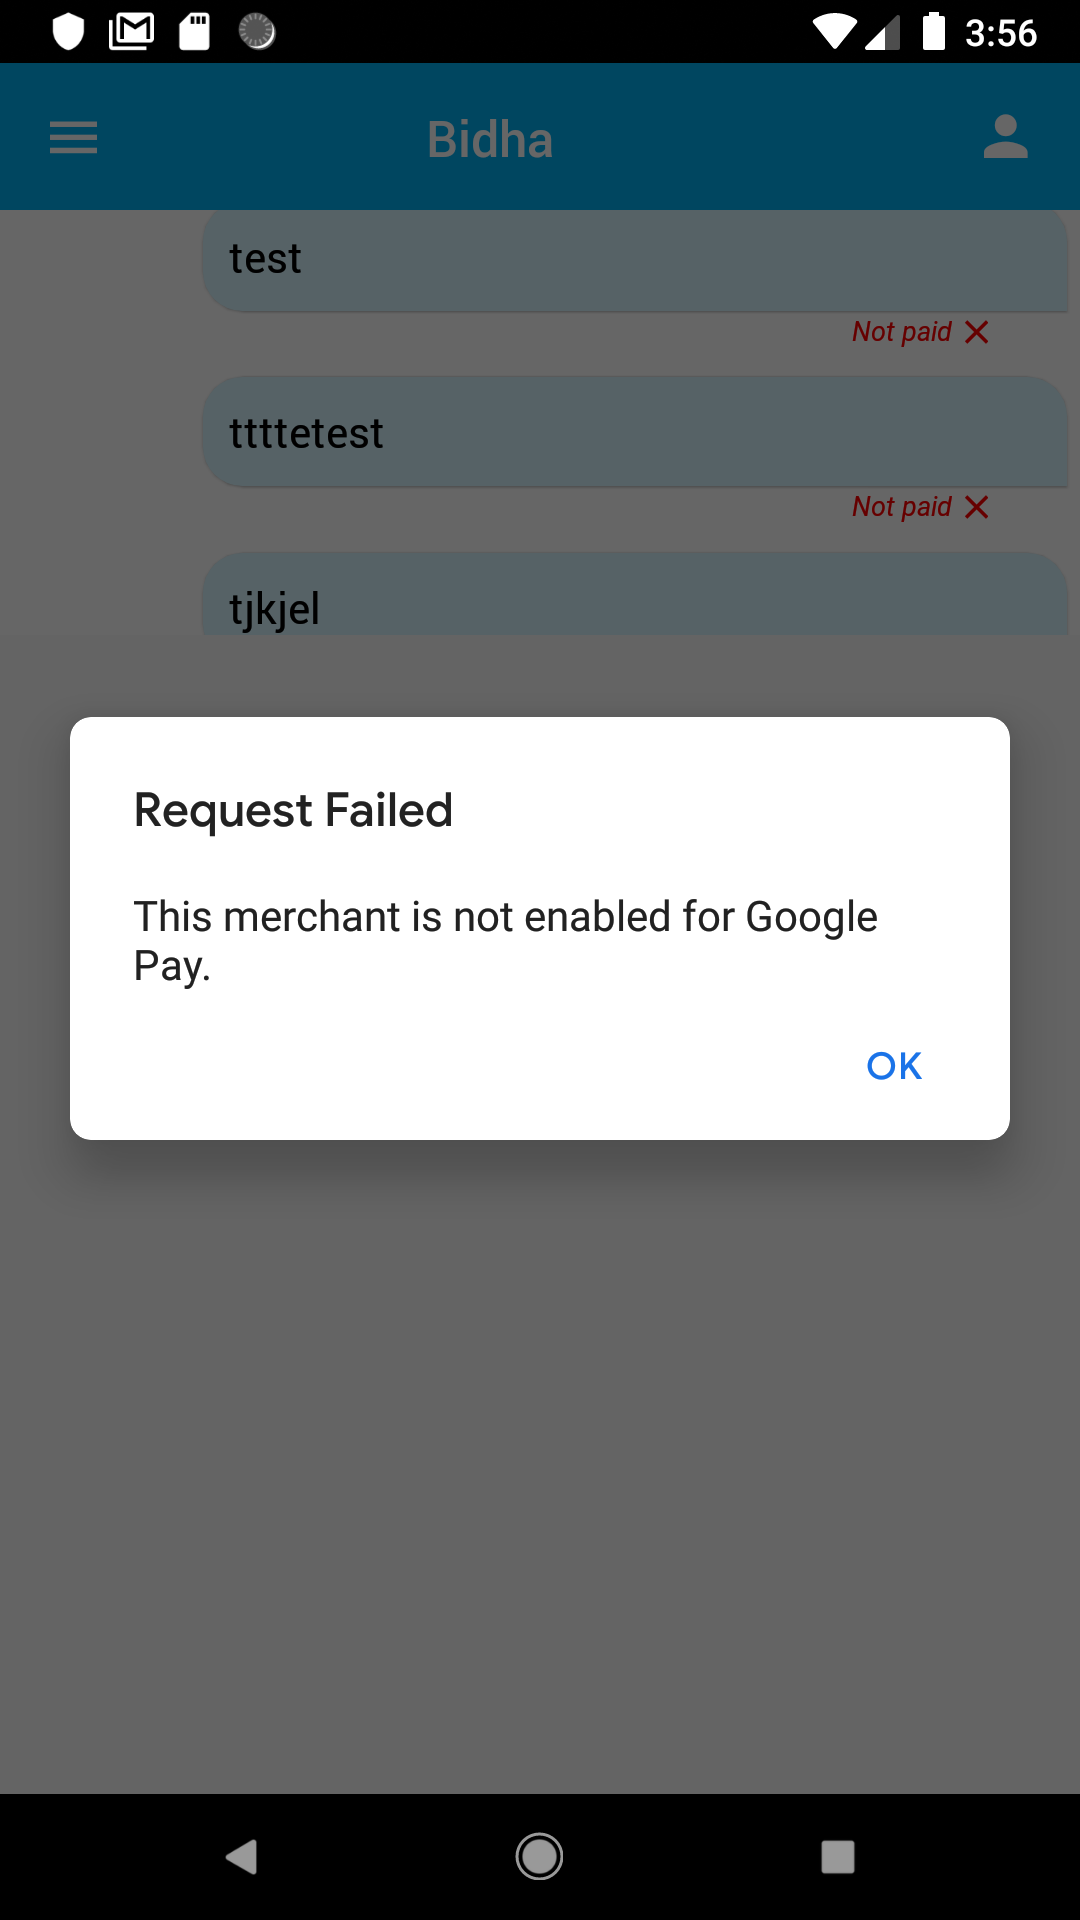 3:56
Bidha
test
Not paid
ttttetest
Not paid
tjkjel
Request Failed
This merchant is not enabled for Google
Pay.
OK